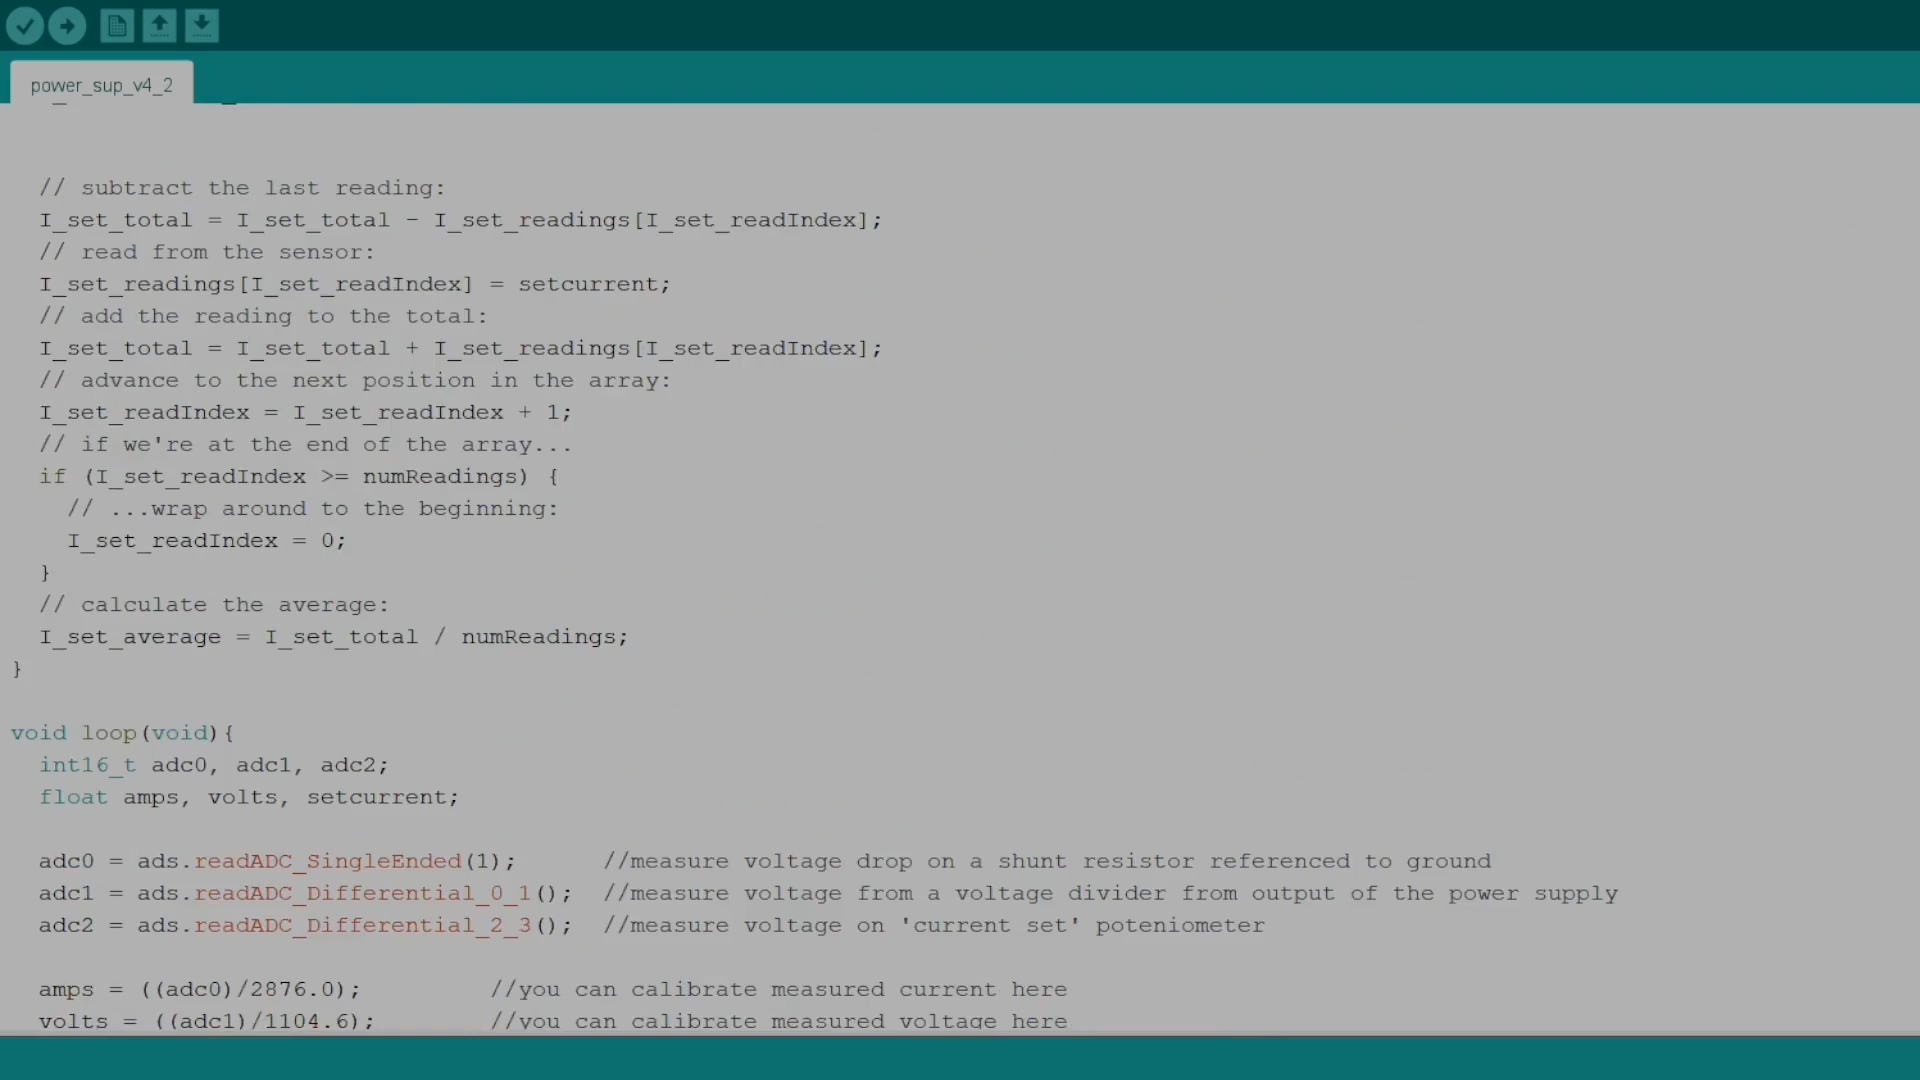 power_sup_v4_2
// subtract the last reading:
I_set_total = I_set_total - I_set_readings[I_set_readIndex];
// read from the sensor:
I_set_readings[I_set_readIndex] = setcurrent;
// add the reading to the total:
I_set_total = I_set_total + I_set_readings[I_set_readIndex];
// advance to the next position in the array:
I_set_readIndex = I_set_readIndex + 1;
// if we're at the end of the array...
if (I_set_readIndex >= numReadings) {
// ...wrap around to the beginning:
I_set_readIndex = 0;
}
// calculate the average:
I_set_average = I_set_total / numReadings;
}
void loop(void){
int16_t adc0, adc1, adc2;
float amps, volts, setcurrent;
adc0 = ads.readADC_SingleEnded(1); //measure voltage drop on a shunt resistor referenced to ground
adc1 = ads.readADC_Differential_0_1(); //measure voltage from a voltage divider from output of the power supply
adc2 = ads.readADC_Differential_2_3(); //measure voltage on 'current set' poteniometer
amps = ((adc0)/2876.0); //you can calibrate measured current here
volts = ((adc1)/1104.6); //you can calibrate measured voltage here